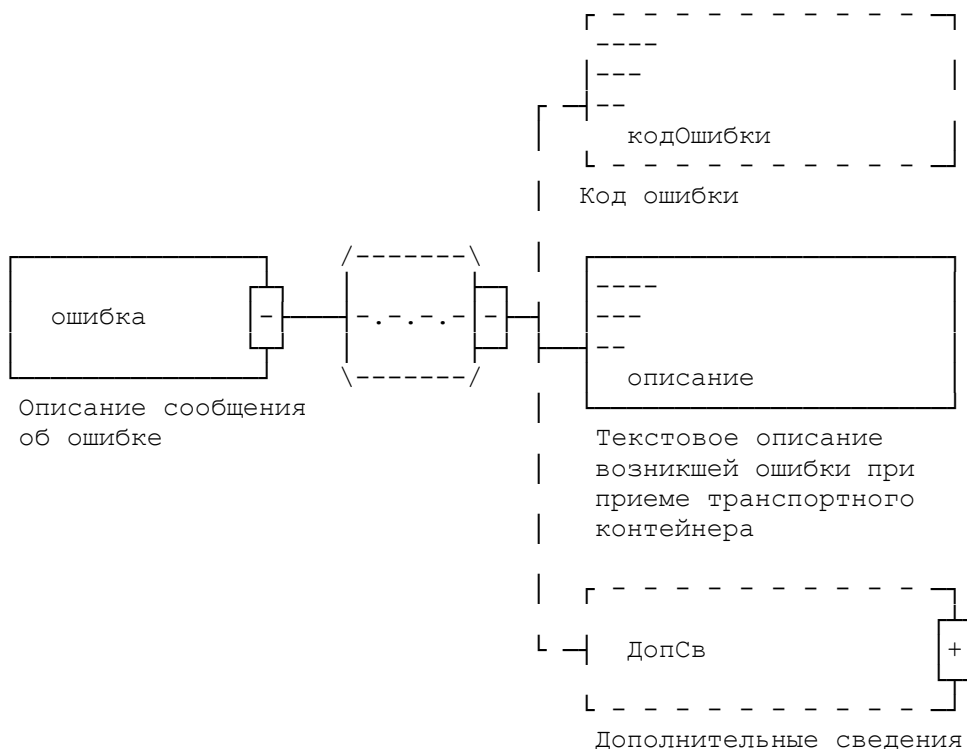 кодОшибки
Код ошибки
ошибка
описание
Описание сообщения
об ошибке
Текстовое описание
возникшей ошибки при
приеме транспортного
контейнера
ДопСв
+
Дополнительные сведения